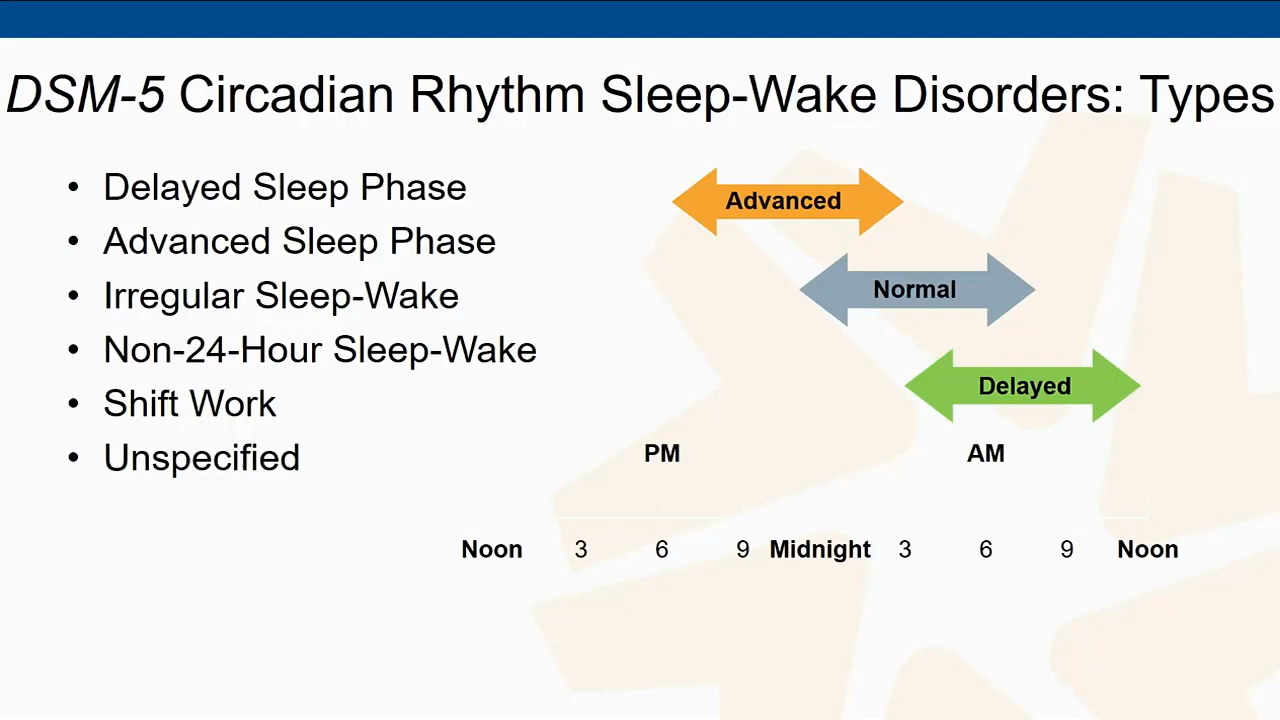 DSM-5 Circadian Rhythm Sleep-Wake Disorders: Types
• Delayed Sleep Phase
• Advanced Sleep Phase
• Irregular Sleep-Wake
• Non-24-Hour Sleep-Wake
• Shift Work
• Unspecified
Advanced
Normal
Delayed
PM AM
Noon 3 6 9 Midnight 3 6 9 Noon